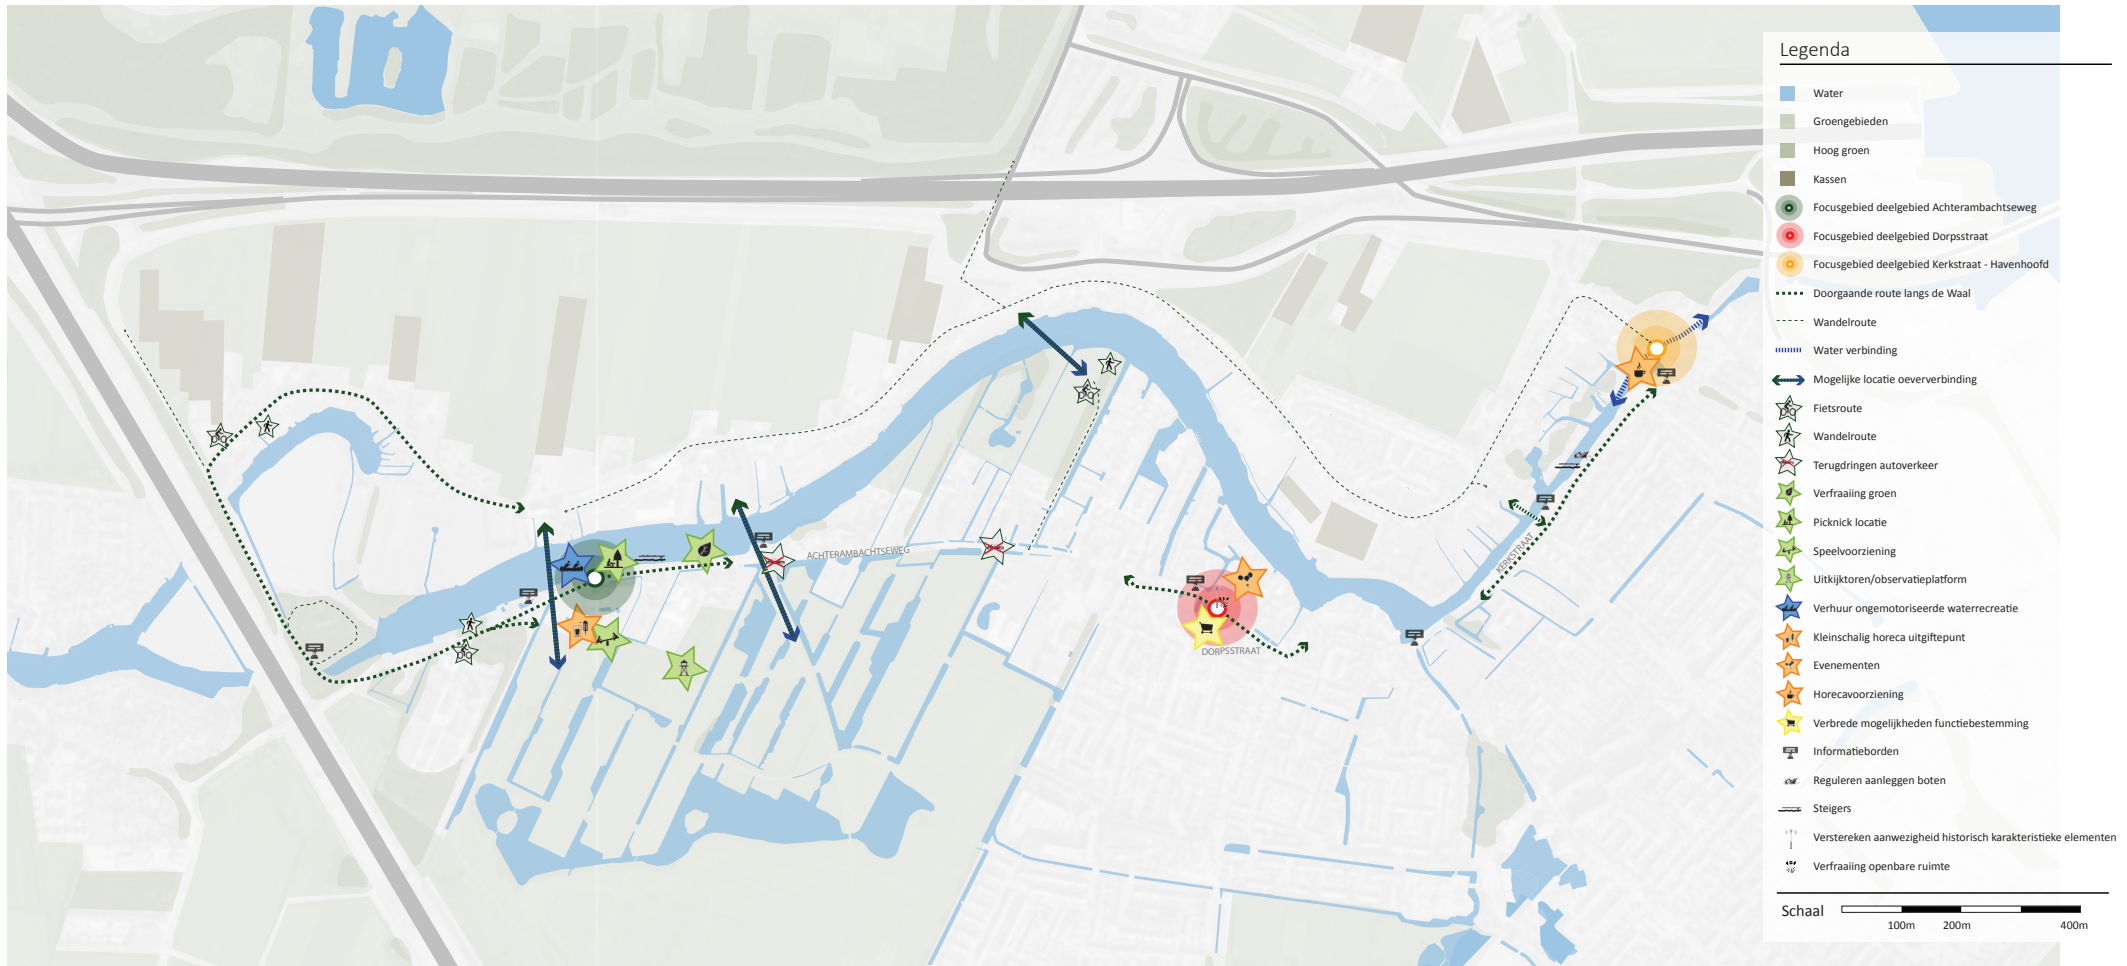 Legenda
Water
Groengebieden
Hoog groen
Kassen
Focusgebied deelgebied Achterambachtseweg
Focusgebied deelgebied Dorpsstraat
Focusgebied deelgebied Kerkstraat - Havenhoofd
Doorgaande route langs de Waal
Wandelroute
Water verbinding
Mogelijke locatie oeververbinding
Fietsroute
Wandelroute
Terugdringen autoverkeer
Verfraaiing groen
Picknick locatie
Speelvoorziening
Uitkijktoren/observatieplatform
Verhuur ongemotoriseerde waterrecreatie
Kleinschalig horeca uitgiftepunt
Evenementen
Horecavoorziening
Verbrede mogelijkheden functiebestemming
Informatieborden
Reguleren aanleggen boten
Steigers
Verstereken aanwezigheid historisch karakteristieke elementen
Verfraaiing openbare ruimte
Schaal
100m 200m 400m
ACHTERAMBACHTSEWEG
KERKSTRAAT
DORPSSTRAAT